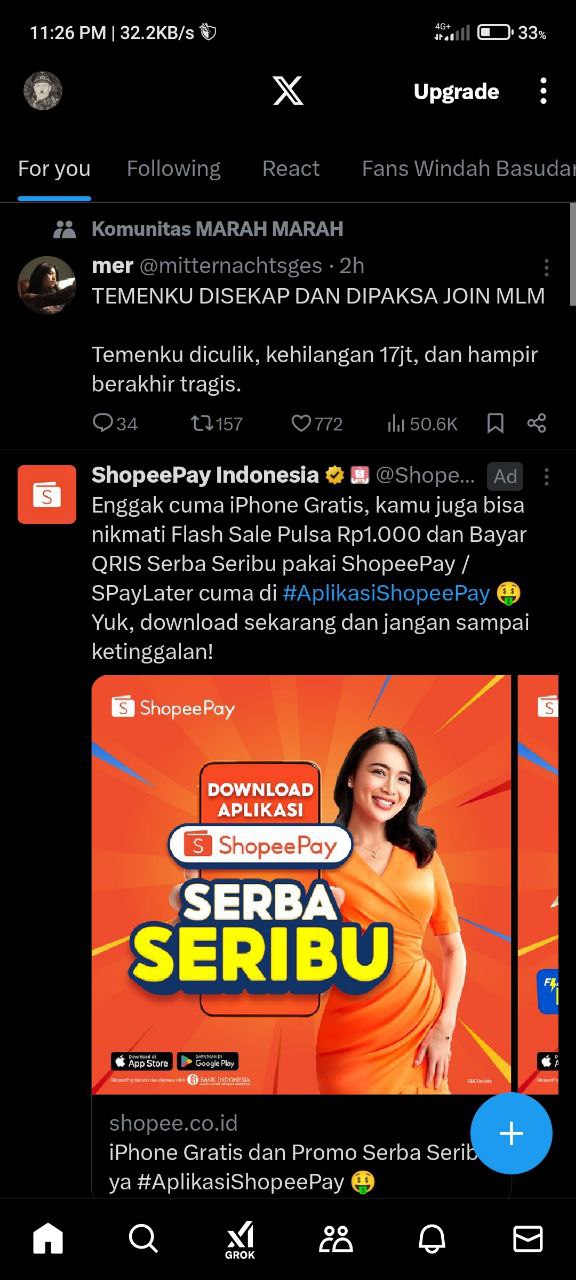 11:26 PM | 32.2KB/s
4G+
33%
X
Upgrade
For you
Following
React
Fans Windah Basudar
Komunitas MARAH MARAH
mer @mitternachtsges · 2h
TEMENKU DISEKAP DAN DIPAKSA JOIN MLM
Temenku diculik, kehilangan 17jt, dan hampir
berakhir tragis.
34
157
772
50.6K
ShopeePay Indonesia @Shope... Ad
Enggak cuma iPhone Gratis, kamu juga bisa
nikmati Flash Sale Pulsa Rp1.000 dan Bayar
QRIS Serba Seribu pakai ShopeePay /
SPayLater cuma di #AplikasiShopeePay 🤑
Yuk, download sekarang dan jangan sampai
ketinggalan!
S ShopeePay
S
DOWNLOAD
APLIKASI
S ShopeePay
SERBA
SERIBU
Download di
App Store
Google Play
BANK INDONESIA
shopee.co.id
iPhone Gratis dan Promo Serba Serib
ya #AplikasiShopeePay 🤑
GROK